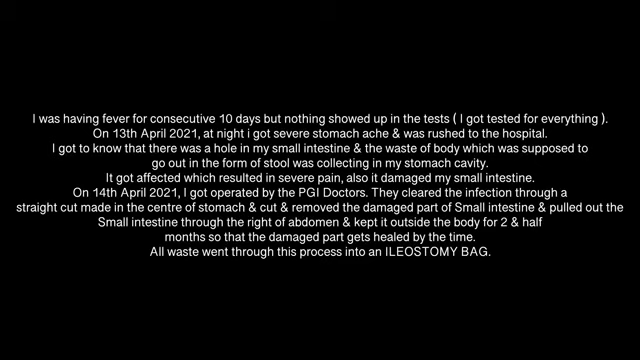 I was having fever for consecutive 10 days but nothing showed up in the tests ( I got tested for everything ).
On 13th April 2021, at night i got severe stomach ache & was rushed to the hospital.
I got to know that there was a hole in my small intestine & the waste of body which was supposed to
go out in the form of stool was collecting in my stomach cavity.
It got affected which resulted in severe pain, also it damaged my small intestine.
On 14th April 2021, I got operated by the PGI Doctors. They cleared the infection through a
straight cut made in the centre of stomach & cut & removed the damaged part of Small intestine & pulled out the
Small intestine through the right of abdomen & kept it outside the body for 2 & half
months so that the damaged part gets healed by the time.
All waste went through this process into an ILEOSTOMY BAG.